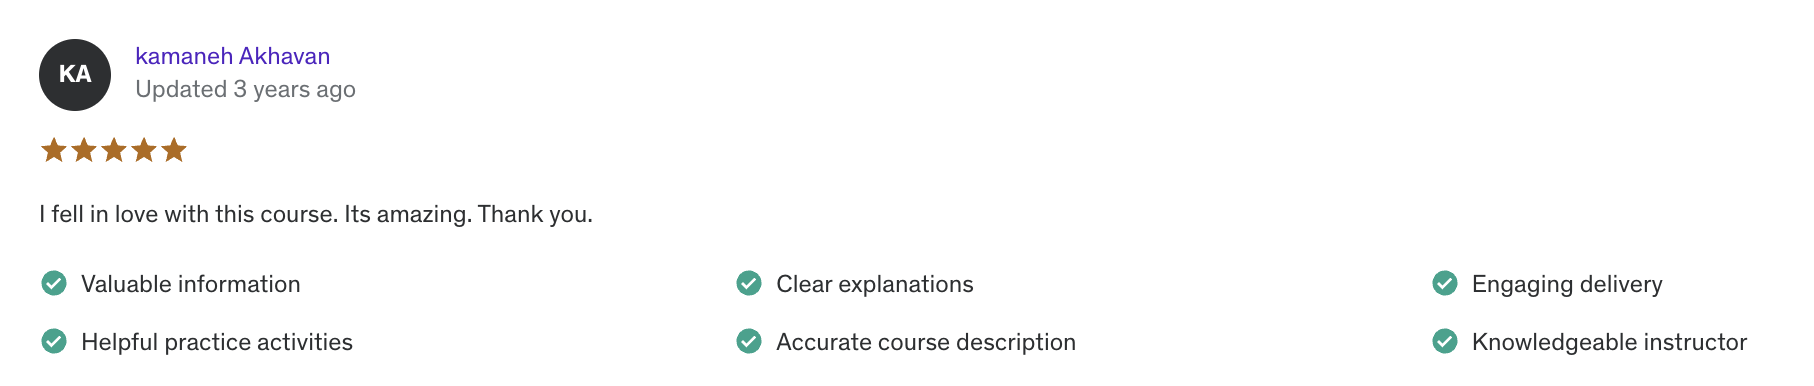 KA
kamaneh Akhavan
Updated 3 years ago
I fell in love with this course. Its amazing. Thank you.
Valuable information
Clear explanations
Engaging delivery
Helpful practice activities
Accurate course description
Knowledgeable instructor